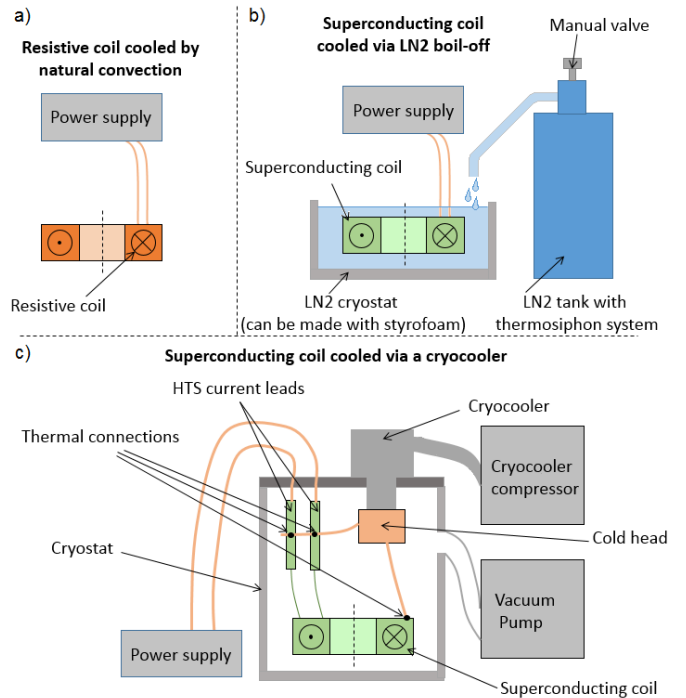 a)
Resistive coil cooled by
natural convection
Power supply
Resistive coil
b)
Superconducting coil
cooled via LN2 boil-off
Manual valve
Power supply
Superconducting coil
LN2 cryostat
(can be made with styrofoam)
LN2 tank with
thermosiphon system
c)
Superconducting coil cooled via a cryocooler
HTS current leads
Cryocooler
Thermal connections
Cryocooler
compressor
Cold head
Cryostat
Vacuum
Pump
Power supply
Superconducting coil